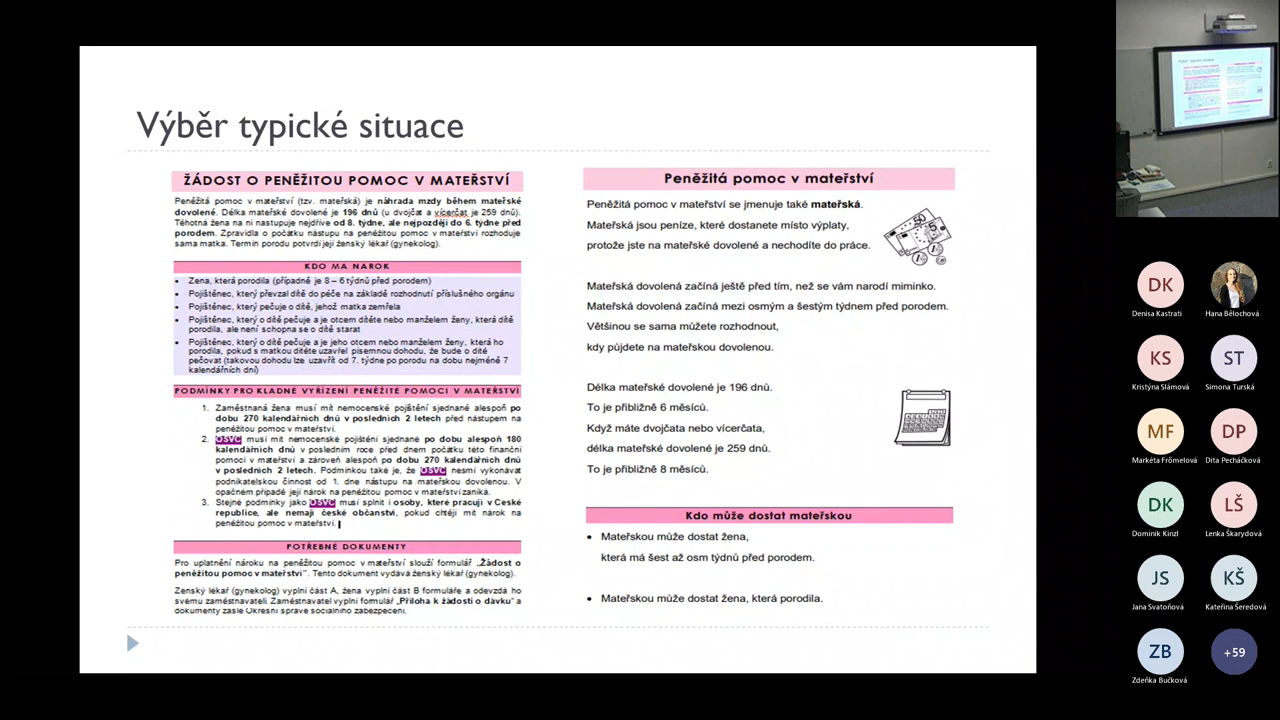 Výběr typické situace
ŽÁDOST O PENĚŽITOU POMOC V MATEŘSTVÍ
Peněžitá pomoc v mateřství (tzv. mateřská) je náhrada mzdy během mateřské
dovolené. Délka mateřské dovolené je 196 dnů (u dvojčat a vícerčat je 259 dnů).
Těhotná žena na ni nastupuje nejdříve od 8. týdne, ale nejpozději do 6. týdne před
porodem. Zpravidla o počátku nástupu na peněžitou pomoc v mateřství rozhoduje
sama matka. Termín porodu potvrdí její ženský lékař (gynekolog).
KDO MÁ NÁROK
• Žena, která porodila (případně je 8 – 6 týdnů před porodem)
• Pojištěnec, který převzal dítě do péče na základě rozhodnutí příslušného orgánu
• Pojištěnec, který pečuje o dítě, jehož matka zemřela
• Pojištěnec, který o dítě pečuje a je otcem dítěte nebo manželem ženy, která dítě
porodila, ale není schopna se o dítě starat
• Pojištěnec, který o dítě pečuje a je jeho otcem nebo manželem ženy, která ho
porodila, pokud s matkou dítěte uzavřel písemnou dohodu, že bude o dítě
pečovat (takovou dohodu lze uzavřít od 7. týdne po porodu na dobu nejméně 7
kalendářních dní)
PODMÍNKY PRO KLADNÉ VYŘÍZENÍ PENĚŽITÉ POMOCI V MATEŘSTVÍ
1. Zaměstnaná žena musí mít nemocenské pojištění sjednané alespoň po
dobu 270 kalendářních dnů v posledních 2 letech před nástupem na
peněžitou pomoc v mateřství.
2. OSVČ musí mít nemocenské pojištění sjednané po dobu alespoň 180
kalendářních dnů v posledním roce před dnem počátku této finanční
pomoci v mateřství a zároveň alespoň po dobu 270 kalendářních dnů
v posledních 2 letech. Podmínkou také je, že OSVČ nesmí vykonávat
podnikatelskou činnost od 1. dne nástupu na mateřskou dovolenou. V
opačném případě její nárok na peněžitou pomoc v mateřství zaniká.
3. Stejné podmínky jako OSVČ musí splnit i osoby, které pracují v České
republice, ale nemají české občanství, pokud chtějí mít nárok na
peněžitou pomoc v mateřství.
POTŘEBNÉ DOKUMENTY
Pro uplatnění nároku na peněžitou pomoc v mateřství slouží formulář „Žádost o
peněžitou pomoc v mateřství“. Tento dokument vydává ženský lékař (gynekolog).
Ženský lékař (gynekolog) vyplní část A, žena vyplní část B formuláře a odevzdá ho
svému zaměstnavateli. Zaměstnavatel vyplní formulář „Příloha k žádosti o dávku“ a
dokumenty zašle Okresní správě sociálního zabezpečení.
Peněžitá pomoc v mateřství
Peněžitá pomoc v mateřství se jmenuje také mateřská.
Mateřská jsou peníze, které dostanete místo výplaty,
protože jste na mateřské dovolené a nechodíte do práce.
Mateřská dovolená začíná ještě před tím, než se vám narodí miminko.
Mateřská dovolená začíná mezi osmým a šestým týdnem před porodem.
Většinou se sama můžete rozhodnout,
kdy půjdete na mateřskou dovolenou.
Délka mateřské dovolené je 196 dnů.
To je přibližně 6 měsíců.
Když máte dvojčata nebo vícerčata,
délka mateřské dovolené je 259 dnů.
To je přibližně 8 měsíců.
Kdo může dostat mateřskou
• Mateřskou může dostat žena,
která má šest až osm týdnů před porodem.
• Mateřskou může dostat žena, která porodila.
DK
Denisa Kastrati
Hana Bělochová
KS
Kristýna Slámová
ST
Simona Turská
MF
Markéta Frömelová
DP
Dita Pecháčková
DK
Dominik Kinzl
LŠ
Lenka Škarydová
JS
Jana Svatoňová
KŠ
Kateřina Šeredová
ZB
Zdeňka Bučková
+59